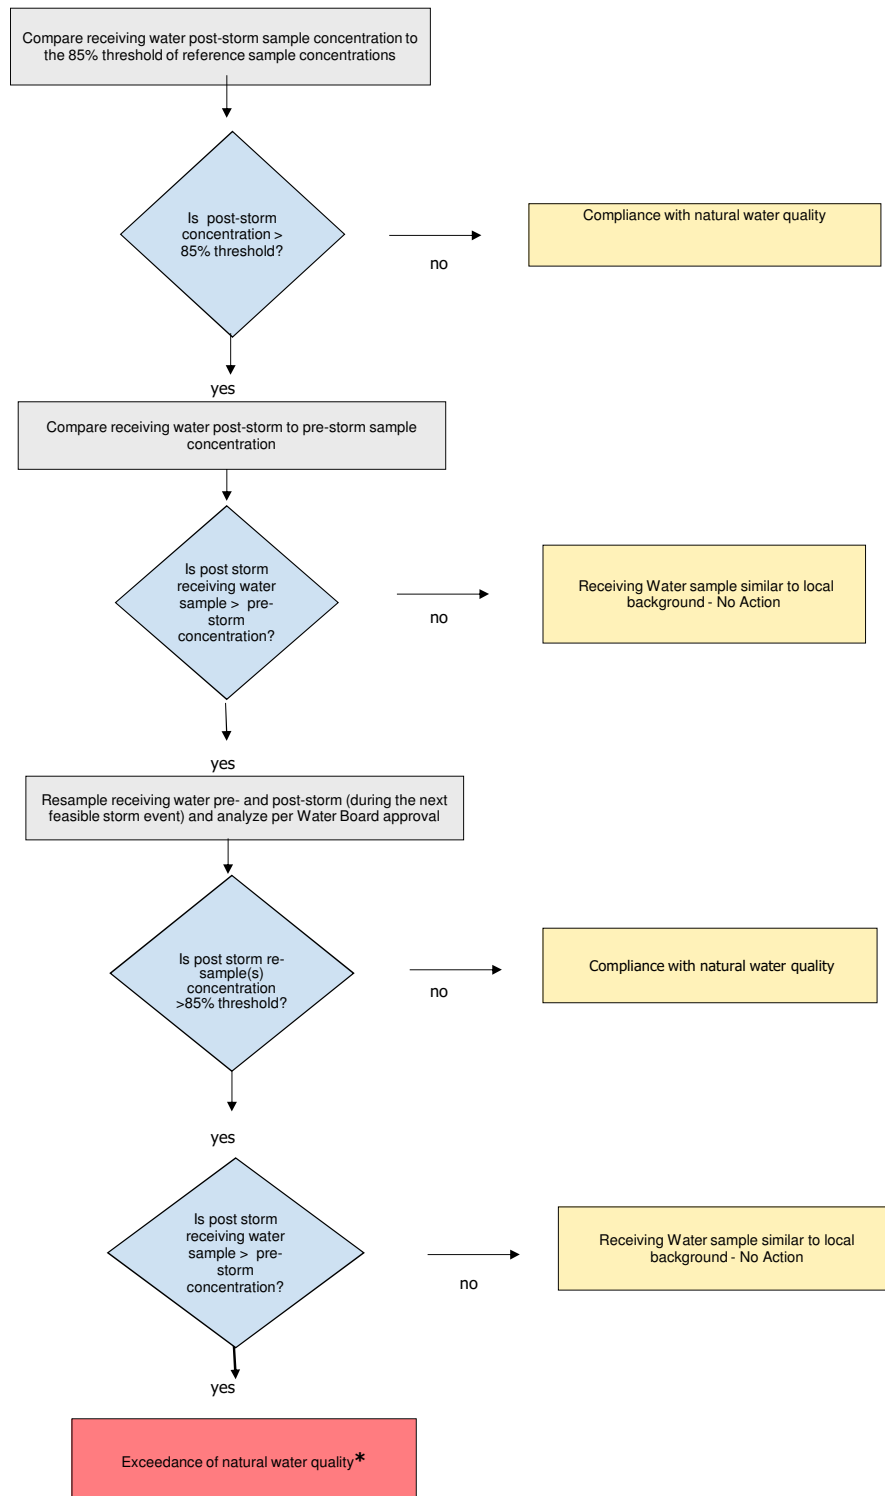 Compare receiving water post-storm sample concentration to
the 85% threshold of reference sample concentrations
Is post-storm
concentration >
85% threshold?
no
Compliance with natural water quality
yes
Compare receiving water post-storm to pre-storm sample
concentration
Is post storm
receiving water
sample > pre-
storm
concentration?
no
Receiving Water sample similar to local
background - No Action
yes
Resample receiving water pre- and post-storm (during the next
feasible storm event) and analyze per Water Board approval
Is post storm re-
sample(s)
concentration
>85% threshold?
no
Compliance with natural water quality
yes
Is post storm
receiving water
sample > pre-
storm
concentration?
no
Receiving Water sample similar to local
background - No Action
yes
Exceedance of natural water quality*